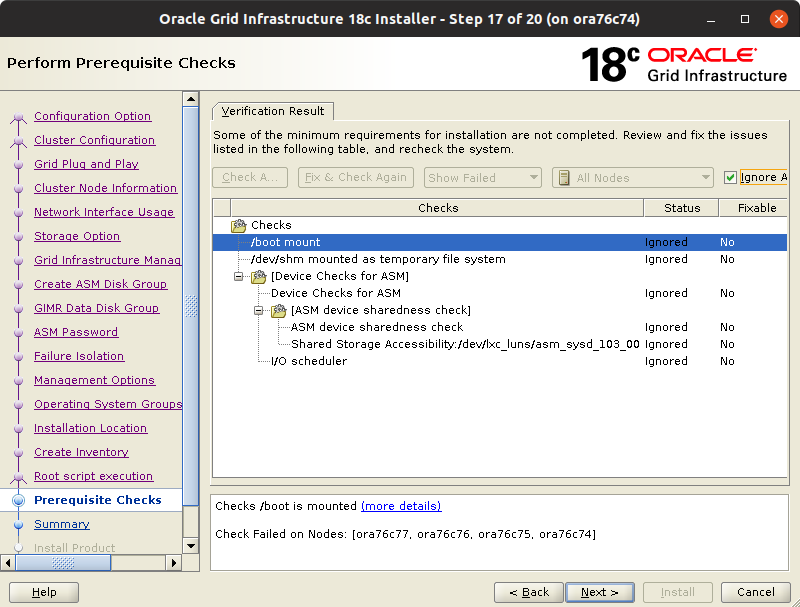 Oracle Grid Infrastructure 18c Installer - Step 17 of 20 (on ora76c74)
Perform Prerequisite Checks
18c ORACLE
Grid Infrastructure
Configuration Option
Cluster Configuration
Grid Plug and Play
Cluster Node Information
Network Interface Usage
Storage Option
Grid Infrastructure Manag
Create ASM Disk Group
GIMR Data Disk Group
ASM Password
Failure Isolation
Management Options
Operating System Groups
Installation Location
Create Inventory
Root script execution
Prerequisite Checks
Summary
Install Product
Verification Result
Some of the minimum requirements for installation are not completed. Review and fix the issues
listed in the following table, and recheck the system.
Check A... Fix & Check Again Show Failed All Nodes Ignore A
Checks Status Fixable
Checks
/boot mount Ignored No
/dev/shm mounted as temporary file system Ignored No
[Device Checks for ASM]
Device Checks for ASM Ignored No
[ASM device sharedness check]
ASM device sharedness check Ignored No
Shared Storage Accessibility:/dev/lxc_luns/asm_sysd_103_00 Ignored No
I/O scheduler Ignored No
Checks /boot is mounted (more details)
Check Failed on Nodes: [ora76c77, ora76c76, ora76c75, ora76c74]
Help < Back Next > Install Cancel